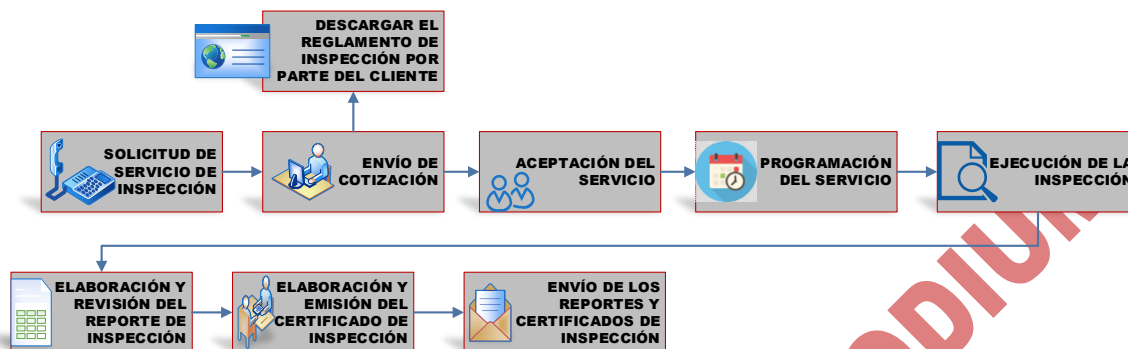 DESCARGAR EL
REGLAMENTO DE
INSPECCIÓN POR
PARTE DEL CLIENTE
SOLICITUD DE
SERVICIO DE
INSPECCIÓN
ENVÍO DE
COTIZACIÓN
ACEPTACIÓN DEL
SERVICIO
PROGRAMACIÓN
DEL SERVICIO
EJECUCIÓN DE LA
INSPECCIÓN
ELABORACIÓN Y
REVISIÓN DEL
REPORTE DE
INSPECCIÓN
ELABORACIÓN Y
EMISIÓN DEL
CERTIFICADO DE
INSPECCIÓN
ENVÍO DE LOS
REPORTES Y
CERTIFICADOS DE
INSPECCIÓN